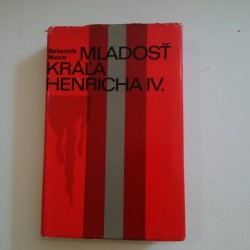 Heinrich
Mann
MLADOSŤ
KRÁĽA
HENRICHA IV.